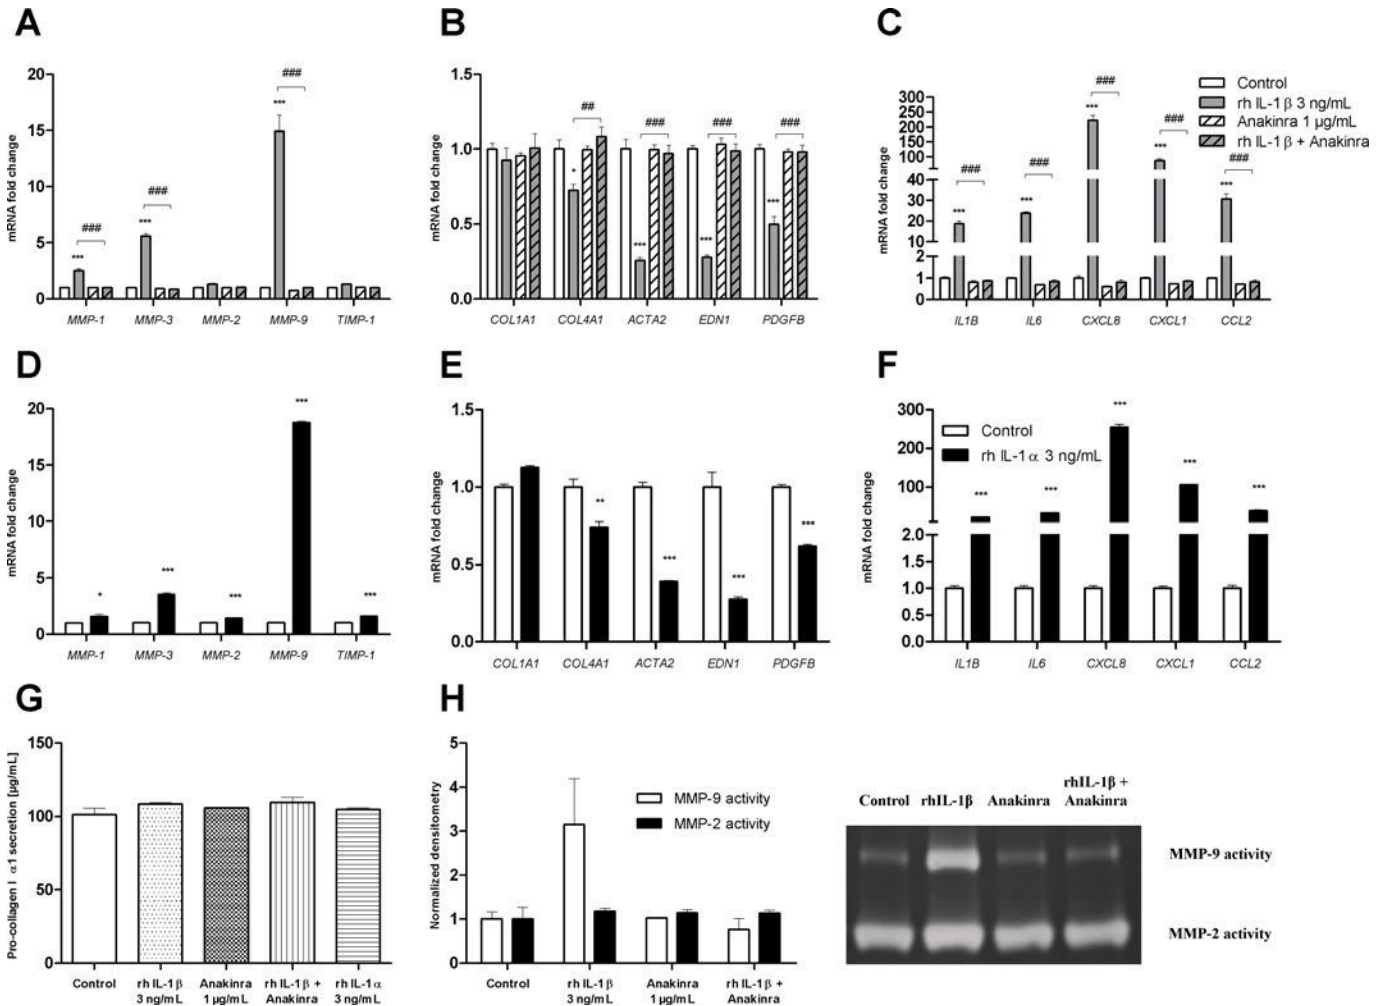 A
mRNA fold change
20
15
10
5
0
***
###
***
###
***
###
MMP-1 MMP-3 MMP-2 MMP-9 TIMP-1
B
mRNA fold change
1.5
1.0
0.5
0.0
*
##
***
###
***
###
***
###
COL1A1 COL4A1 ACTA2 EDN1 PDGFB
C
mRNA fold change
300
250
200
150
100
50
40
30
20
10
2
1
0
***
###
***
###
***
###
***
###
***
###
IL1B IL6 CXCL8 CXCL1 CCL2
Control
rh IL-1β 3 ng/mL
Anakinra 1 µg/mL
rh IL-1β + Anakinra
D
mRNA fold change
20
15
10
5
0
* *** *** *** ***
MMP-1 MMP-3 MMP-2 MMP-9 TIMP-1
E
mRNA fold change
1.5
1.0
0.5
0.0
** *** *** ***
COL1A1 COL4A1 ACTA2 EDN1 PDGFB
F
mRNA fold change
300
200
100
2.0
1.5
1.0
0.5
0.0
*** *** *** *** ***
IL1B IL6 CXCL8 CXCL1 CCL2
Control
rh IL-1 α 3 ng/mL
G
Pro-collagen I α1 secretion [µg/mL]
150
100
50
0
Control rh IL-1β Anakinra rh IL-1β + rh IL-1 α
3 ng/mL 1 µg/mL Anakinra 3 ng/mL
H
Normalized densitometry
5
4
3
2
1
0
MMP-9 activity
MMP-2 activity
Control rh IL-1β Anakinra rh IL-1β +
3 ng/mL 1 µg/mL Anakinra
rhIL-1β +
Control rhIL-1β Anakinra Anakinra
MMP-9 activity
MMP-2 activity